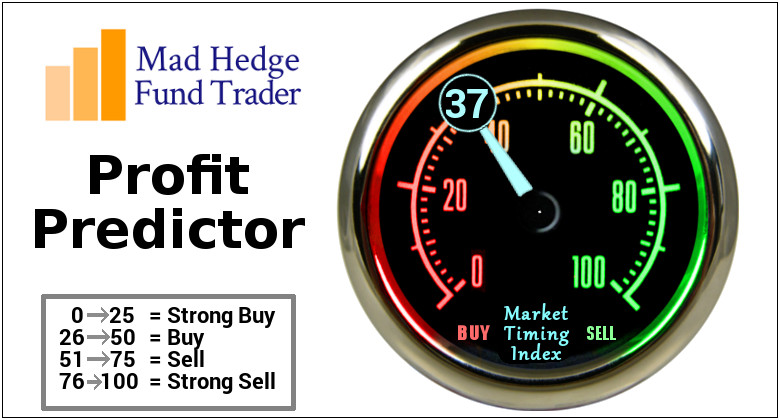 Mad Hedge
Fund Trader
Profit
Predictor
0→25 = Strong Buy
26→50 = Buy
51→75 = Sell
76→100 = Strong Sell
37
40
60
20
80
0
100
BUY
Market
Timing
Index
SELL